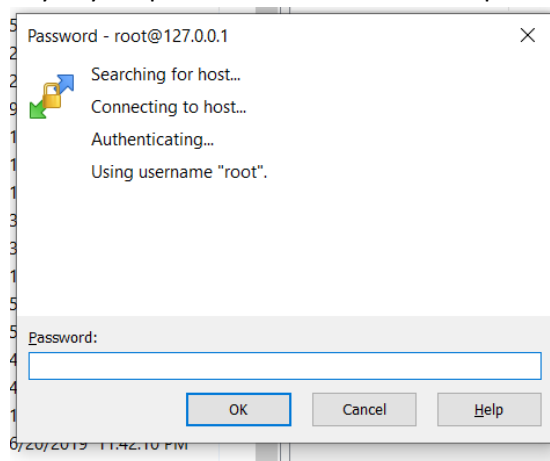 Password - root@127.0.0.1
Searching for host...
Connecting to host...
Authenticating...
Using username "root".
Password:
OK Cancel Help
6/20/2019 11:42:10 PM